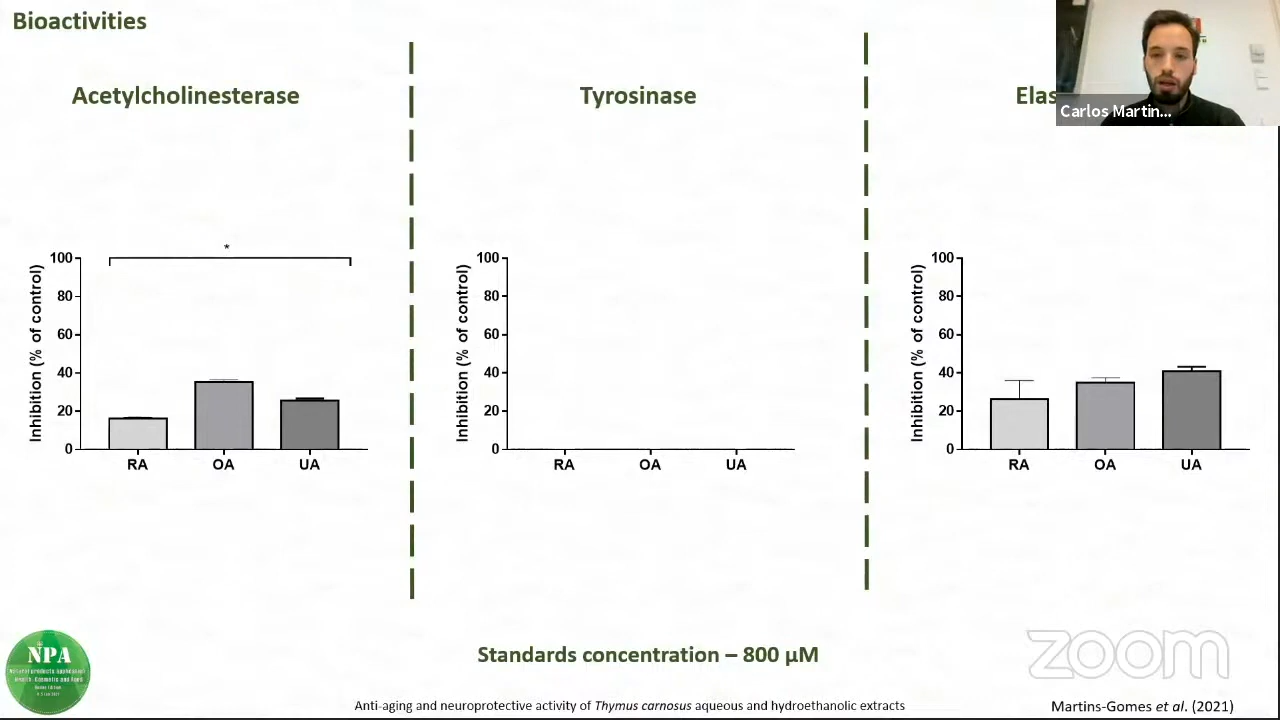 Bioactivities
Acetylcholinesterase
Tyrosinase
Elas
Carlos Martin...
*
100
80
60
40
20
0
Inhibition (% of control)
RA OA UA
100
80
60
40
20
0
Inhibition (% of control)
RA OA UA
100
80
60
40
20
0
Inhibition (% of control)
RA OA UA
Standards concentration – 800 µM
NPA
zoom
Anti-aging and neuroprotective activity of Thymus carnosus aqueous and hydroethanolic extracts
Martins-Gomes et al. (2021)